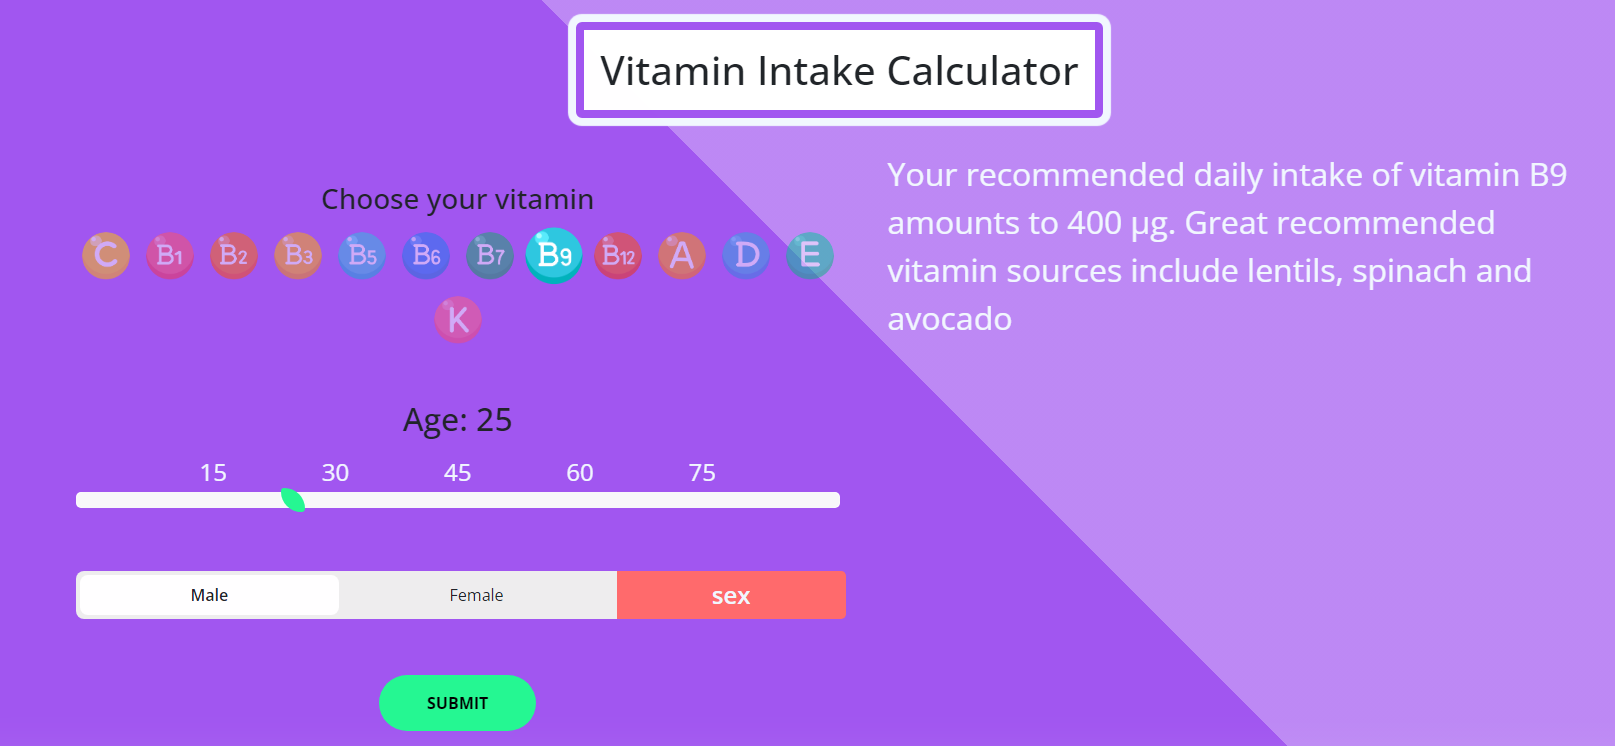 Vitamin Intake Calculator
Choose your vitamin
C B1 B2 B3 B5 B6 B7 B9 B12 A D E
K
Age: 25
15 30 45 60 75
Male Female sex
SUBMIT
Your recommended daily intake of vitamin B9
amounts to 400 µg. Great recommended
vitamin sources include lentils, spinach and
avocado